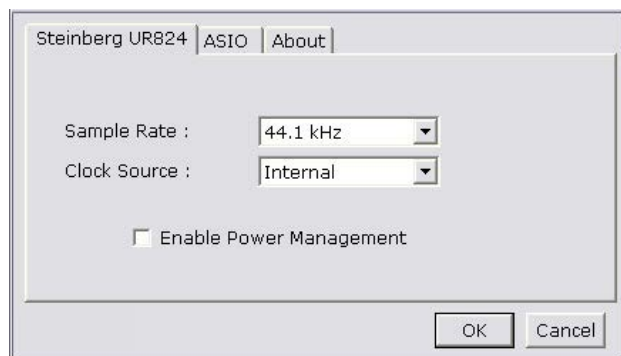 Steinberg UR824 ASIO About
Sample Rate : 44.1 kHz
Clock Source : Internal
Enable Power Management
OK Cancel